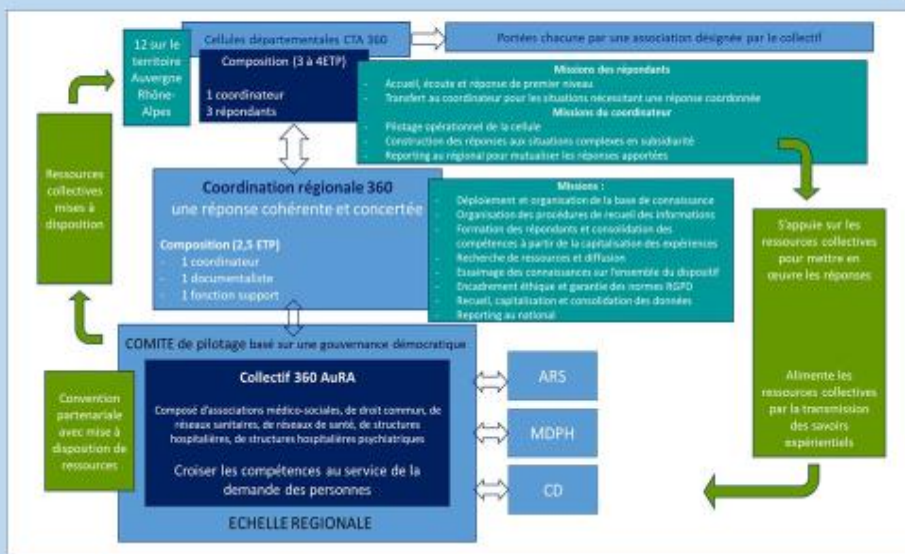 12 sur le
territoire
Auvergne
Rhône-
Alpes
Cellules départementales CTA 360
Portées chacune par une association désignée par le collectif
Composition (3 à 4ETP)
1 coordinateur
3 répondants
Missions des répondants
- Accueil, écoute et réponse de premier niveau
- Transfert au coordinateur pour les situations nécessitant une réponse coordonnée
Missions du coordinateur
- Pilotage opérationnel de la cellule
- Construction des réponses aux situations complexes en subsidiarité
- Reporting au régional pour mutualiser les réponses apportées
Ressources
collectives
mises à
disposition
Coordination régionale 360
une réponse cohérente et concertée
Composition (2,5 ETP)
- 1 coordinateur
- 1 documentaliste
- 1 fonction support
Missions :
- Déploiement et organisation de la base de connaissance
- Organisation des procédures de recueil des informations
- Formation des répondants et consolidation des
compétences à partir de la capitalisation des expériences
- Recherche de ressources et diffusion
- Essaimage des connaissances sur l'ensemble du dispositif
- Encadrement éthique et garantie des normes RGPD
- Recueil, capitalisation et consolidation des données
- Reporting au national
S'appuie sur les
ressources collectives
pour mettre en
œuvre les réponses
Alimente les
ressources collectives
par la transmission
des savoirs
expérientiels
COMITE de pilotage basé sur une gouvernance démocratique
Collectif 360 AuRA
Composé d'associations médico-sociales, de droit commun, de
réseaux sanitaires, de réseaux de santé, de structures
hospitalières, de structures hospitalières psychiatriques
Croiser les compétences au service de la
demande des personnes
ECHELLE REGIONALE
Convention
partenariale
avec mise à
disposition de
ressources
ARS
MDPH
CD